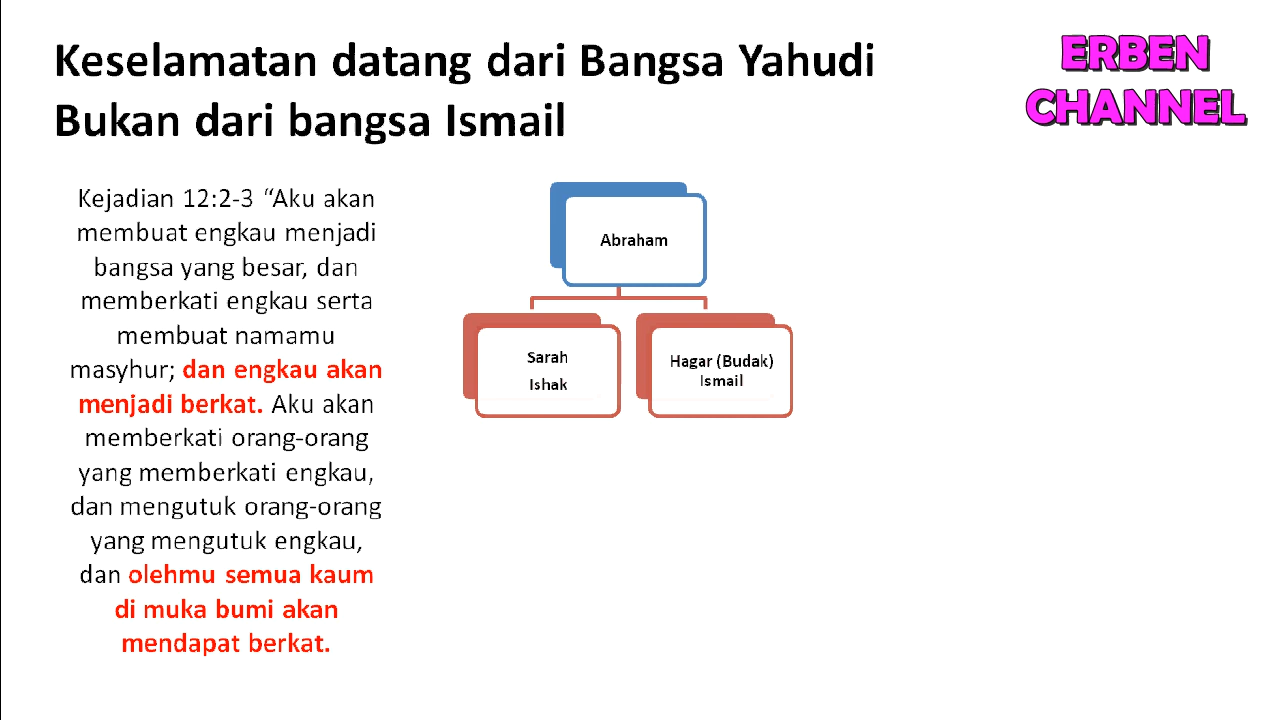 Keselamatan datang dari Bangsa Yahudi
Bukan dari bangsa Ismail
ERBEN
CHANNEL
Kejadian 12:2-3 “Aku akan
membuat engkau menjadi
bangsa yang besar, dan
memberkati engkau serta
membuat namamu
masyhur; dan engkau akan
menjadi berkat. Aku akan
memberkati orang-orang
yang memberkati engkau,
dan mengutuk orang-orang
yang mengutuk engkau,
dan olehmu semua kaum
di muka bumi akan
mendapat berkat.
Abraham
Sarah
Ishak
Hagar (Budak)
Ismail